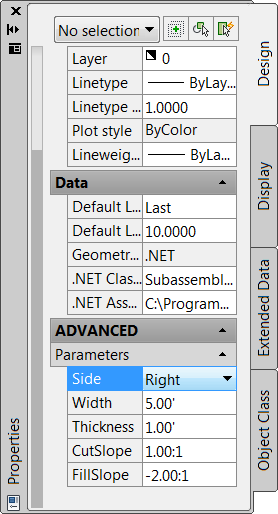 No selection
Layer 0
Linetype ByLay...
Linetype ... 1.0000
Plot style ByColor
Lineweig... ByLa...
Data
Default L... Last
Default L... 10.0000
Geometr... .NET
.NET Clas... Subassembl...
.NET Ass... C:\Program...
ADVANCED
Parameters
Side Right
Width 5.00'
Thickness 1.00'
CutSlope 1.00:1
FillSlope -2.00:1
Properties
Design
Display
Extended Data
Object Class